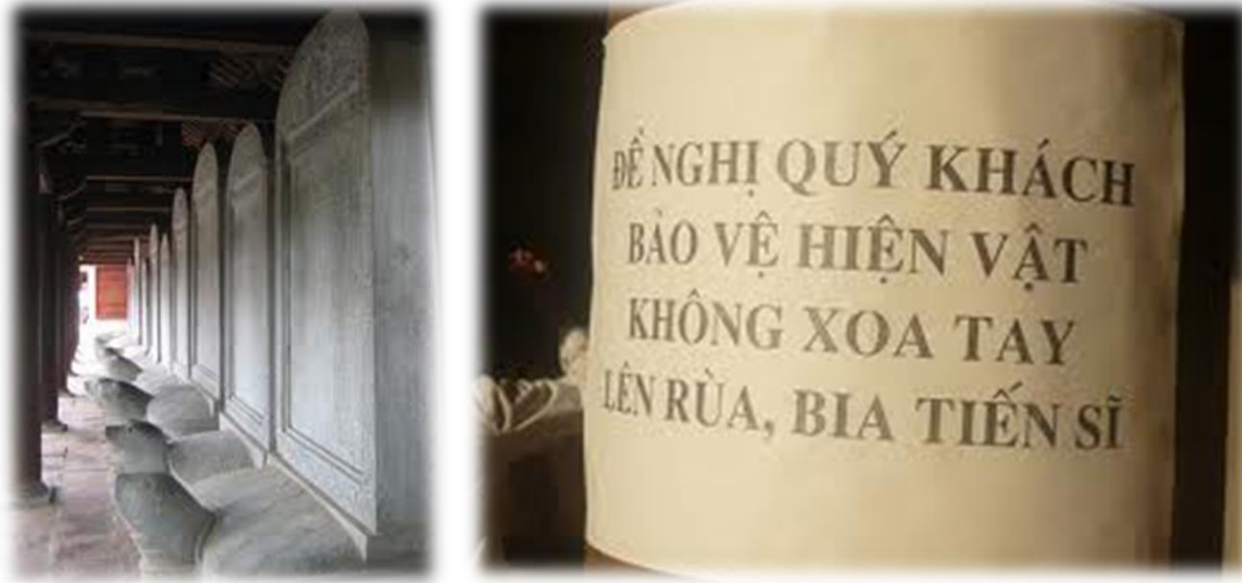 ĐỀ NGHỊ QUÝ KHÁCH
BẢO VỆ HIỆN VẬT
KHÔNG XOA TAY
LÊN RÙA, BIA TIẾN SĨ